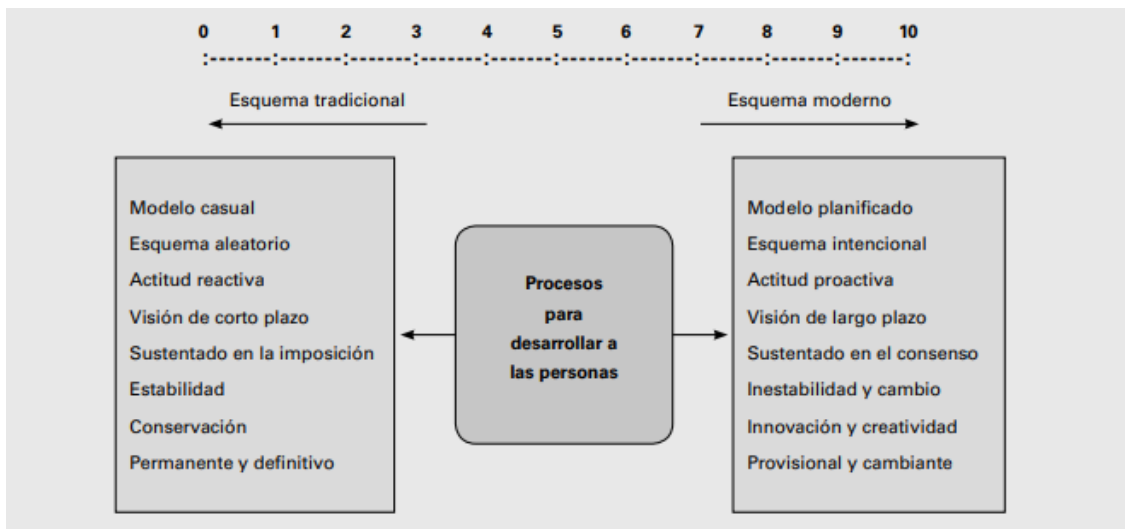 0 1 2 3 4 5 6 7 8 9 10
:-------:-------:-------:-------:-------:-------:-------:-------:-------:-------:
Esquema tradicional
Esquema moderno
Modelo casual
Esquema aleatorio
Actitud reactiva
Visión de corto plazo
Sustentado en la imposición
Estabilidad
Conservación
Permanente y definitivo
Procesos
para
desarrollar a
las personas
Modelo planificado
Esquema intencional
Actitud proactiva
Visión de largo plazo
Sustentado en el consenso
Inestabilidad y cambio
Innovación y creatividad
Provisional y cambiante